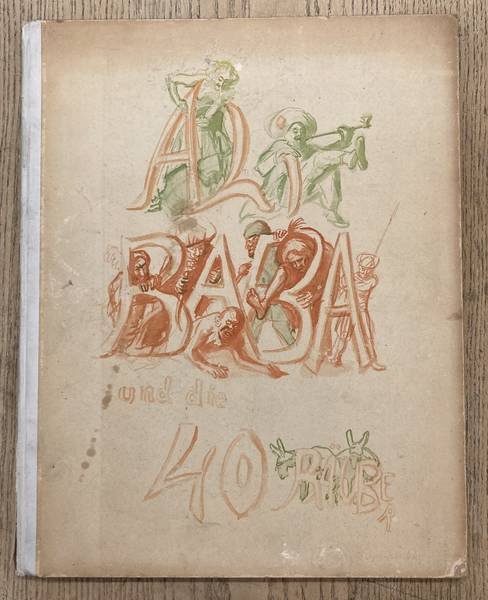 ALI
BABA
und die
40 RÄUBER